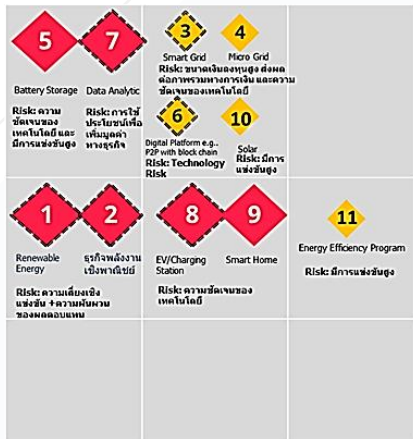 5
7
Battery Storage
Data Analytic
Risk: ความ
ชัดเจนของ
เทคโนโลยี และ
มีการแข่งขันสูง
Risk: การใช้
ประโยชน์เพื่อ
เพิ่มมูลค่า
ทางธุรกิจ
3
4
Smart Grid
Micro Grid
Risk: ขนาดเงินลงทุนสูง ส่งผล
ต่อภาพรวมทางการเงิน และความ
ชัดเจนของเทคโนโลยี
6
10
Digital Platform e.g..
P2P with block chain
Risk: Technology
Risk
Solar
Risk: มีการ
แข่งขันสูง
1
2
Renewable
Energy
ธุรกิจพลังงาน
เชิงพาณิชย์
Risk: ความเสี่ยงเชิง
แข่งขัน +ความผันผวน
ของผลตอบแทน
8
9
EV/Charging
Station
Smart Home
Risk: ความชัดเจนของ
เทคโนโลยี
11
Energy Efficiency Program
Risk: มีการแข่งขันสูง